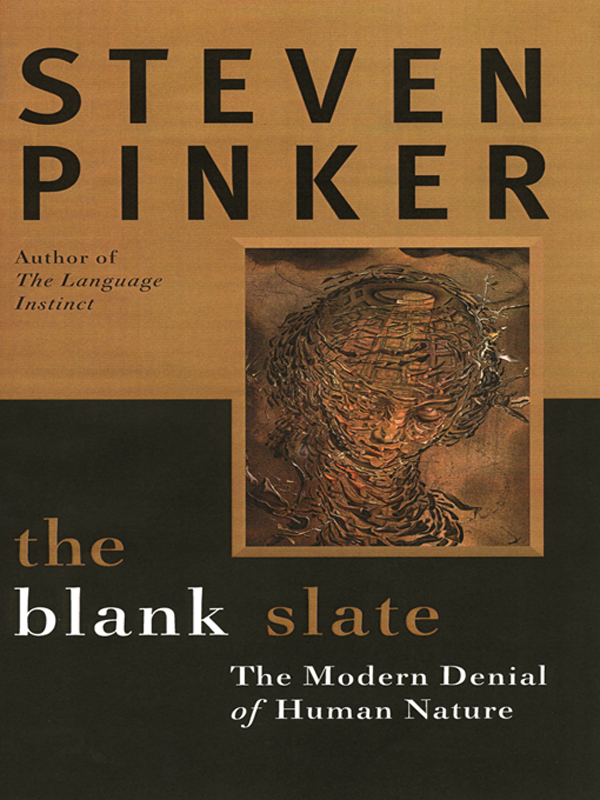 STEVEN
PINKER
Author of
The Language
Instinct
the
blank slate
The Modern Denial
of Human Nature